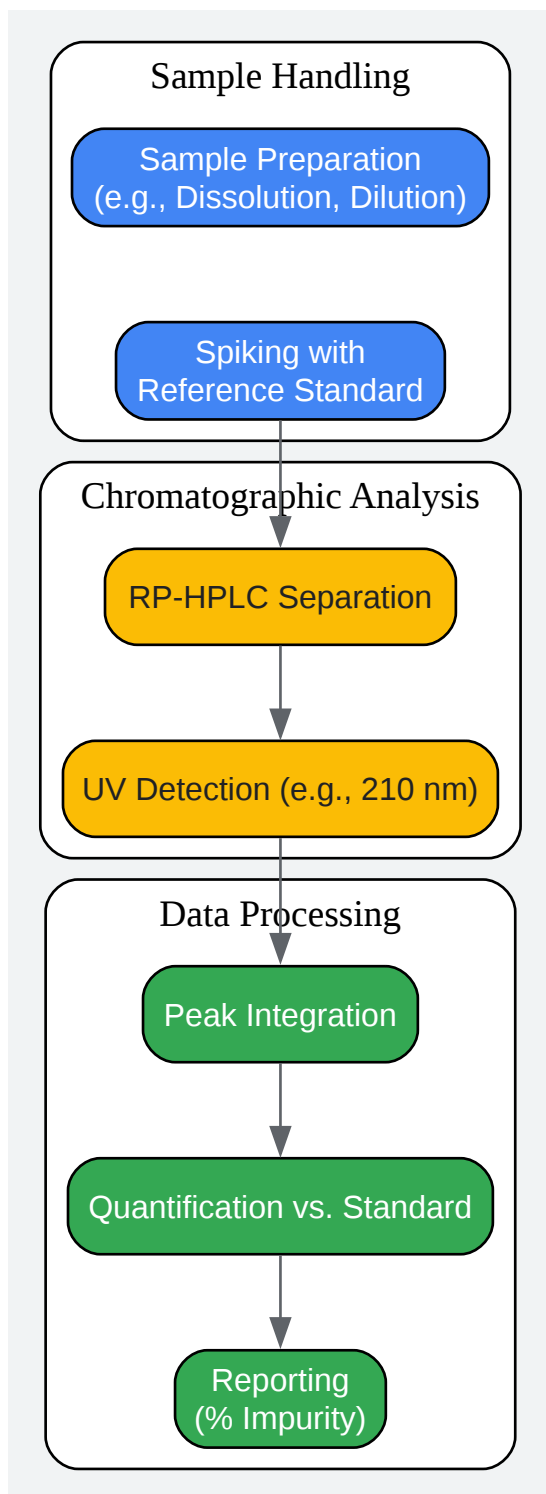 Sample Handling
Sample Preparation
(e.g., Dissolution, Dilution)
Spiking with
Reference Standard
Chromatographic Analysis
RP-HPLC Separation
UV Detection (e.g., 210 nm)
Data Processing
Peak Integration
Quantification vs. Standard
Reporting
(% Impurity)